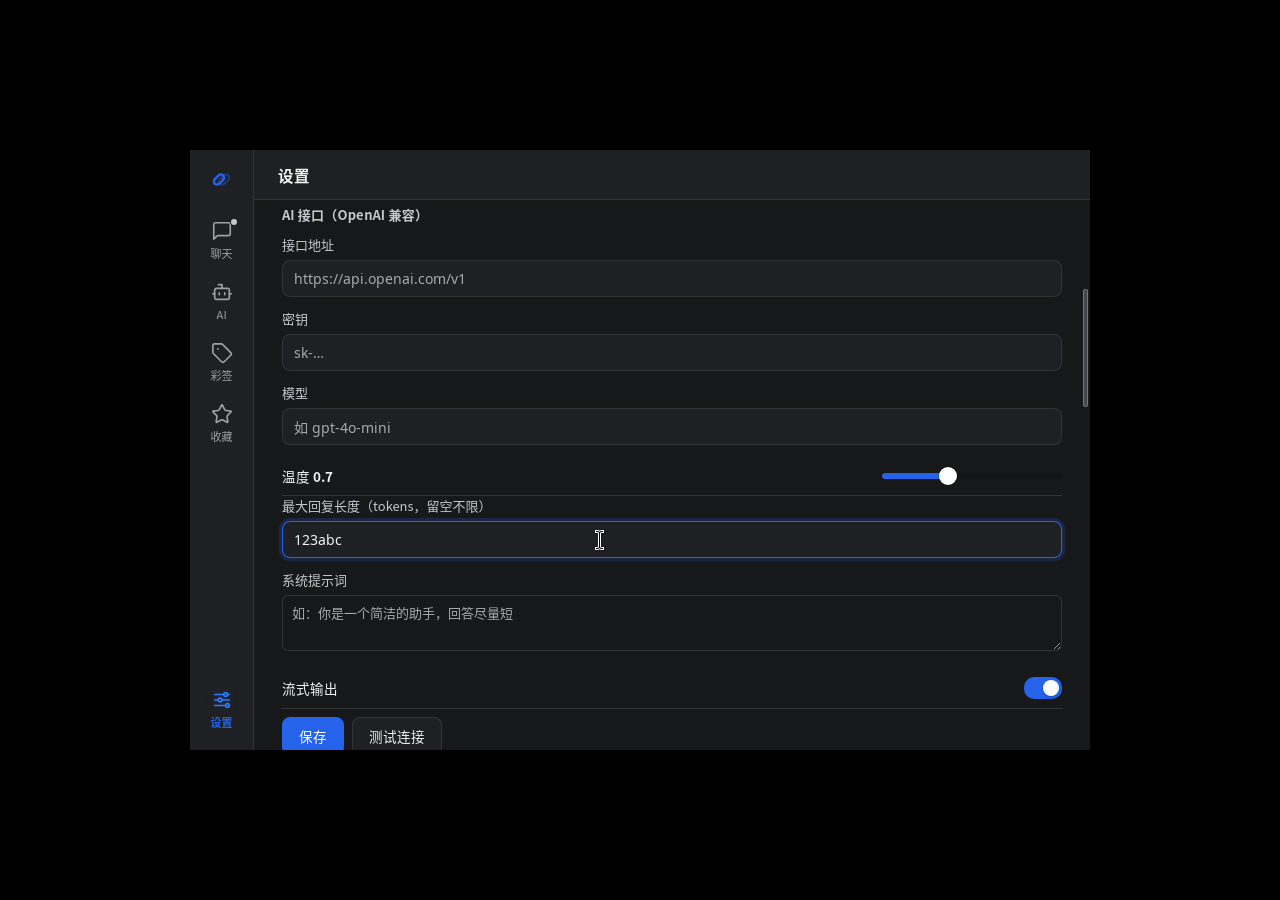 设置
聊天
AI
彩签
收藏
设置
AI 接口（OpenAI 兼容）
接口地址
https://api.openai.com/v1
密钥
sk-...
模型
如 gpt-4o-mini
温度 0.7
最大回复长度（tokens，留空不限）
123abc
系统提示词
如：你是一个简洁的助手，回答尽量短
流式输出
保存
测试连接